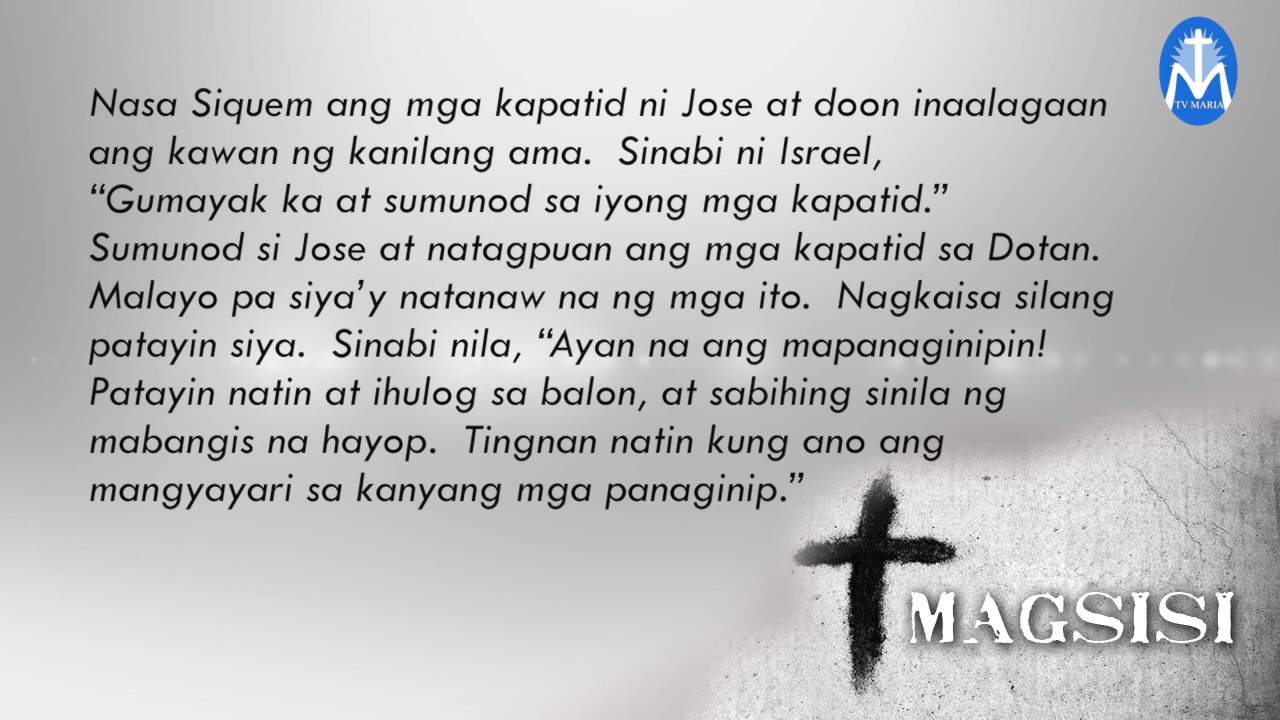 TV MARIA
Nasa Siquem ang mga kapatid ni Jose at doon inaalagaan
ang kawan ng kanilang ama.  Sinabi ni Israel,
“Gumayak ka at sumunod sa iyong mga kapatid.”
Sumunod si Jose at natagpuan ang mga kapatid sa Dotan.
Malayo pa siya’y natanaw na ng mga ito.  Nagkaisa silang
patayin siya.  Sinabi nila, “Ayan na ang mapanaginipin!
Patayin natin at ihulog sa balon, at sabihing sinila ng
mabangis na hayop.  Tingnan natin kung ano ang
mangyayari sa kanyang mga panaginip.”
MAGSISI